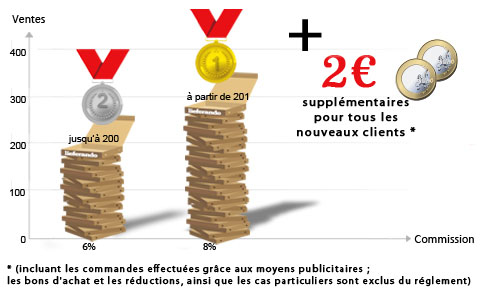 Ventes
400
300
200
100
0
2
jusqu'à 200
1
à partir de 201
+
2€
supplémentaires
pour tous les
nouveaux clients *
6%
8%
Commission
* (incluant les commandes effectuées grâce aux moyens publicitaires ;
les bons d'achat et les réductions, ainsi que les cas particuliers sont exclus du réglement)